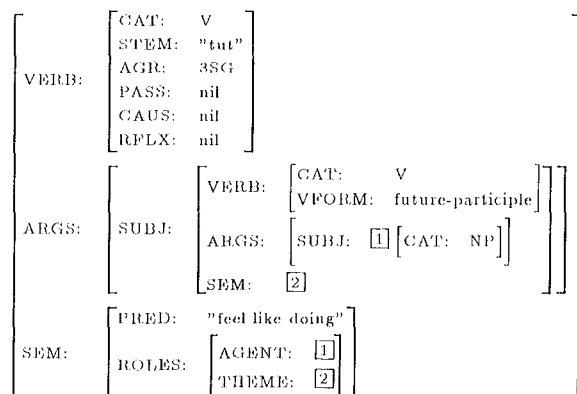 CAT: V
STEM: "tut"
VERB: AGR: 3SG
PASS: nil
CAUS: nil
RFLX: nil
VERB: CAT: V
VFORM: future-participle
ARGS: SUBJ: ARGS: SUBJ: 1 CAT: NP
SEM: 2
PRED: "feel like doing"
SEM: ROLES: AGENT: 1
THEME: 2